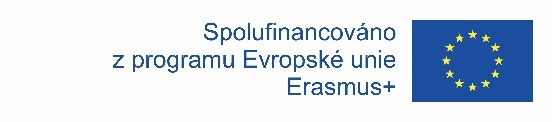 Spolufinancováno
z programu Evropské unie
Erasmus+